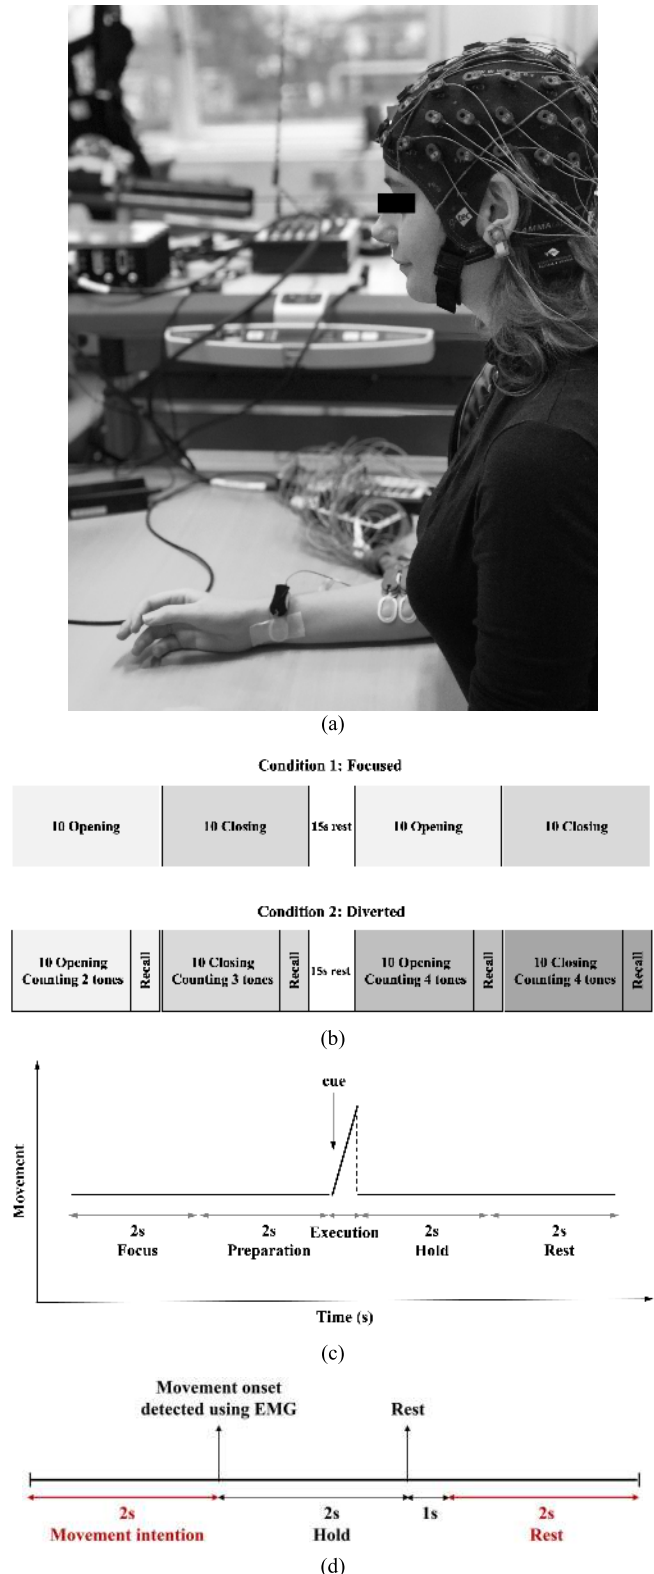 g.tec
GAMMA
(a)
Condition 1: Focused
10 Opening
10 Closing
15s rest
10 Opening
10 Closing
Condition 2: Diverted
10 Opening
Counting 2 tones
Recall
10 Closing
Counting 3 tones
Recall
15s rest
10 Opening
Counting 4 tones
Recall
10 Closing
Counting 4 tones
Recall
(b)
cue
Movement
2s
Focus
2s
Preparation
Execution
2s
Hold
2s
Rest
Time (s)
(c)
Movement onset
detected using EMG
Rest
2s
Movement intention
2s
Hold
1s
2s
Rest
(d)